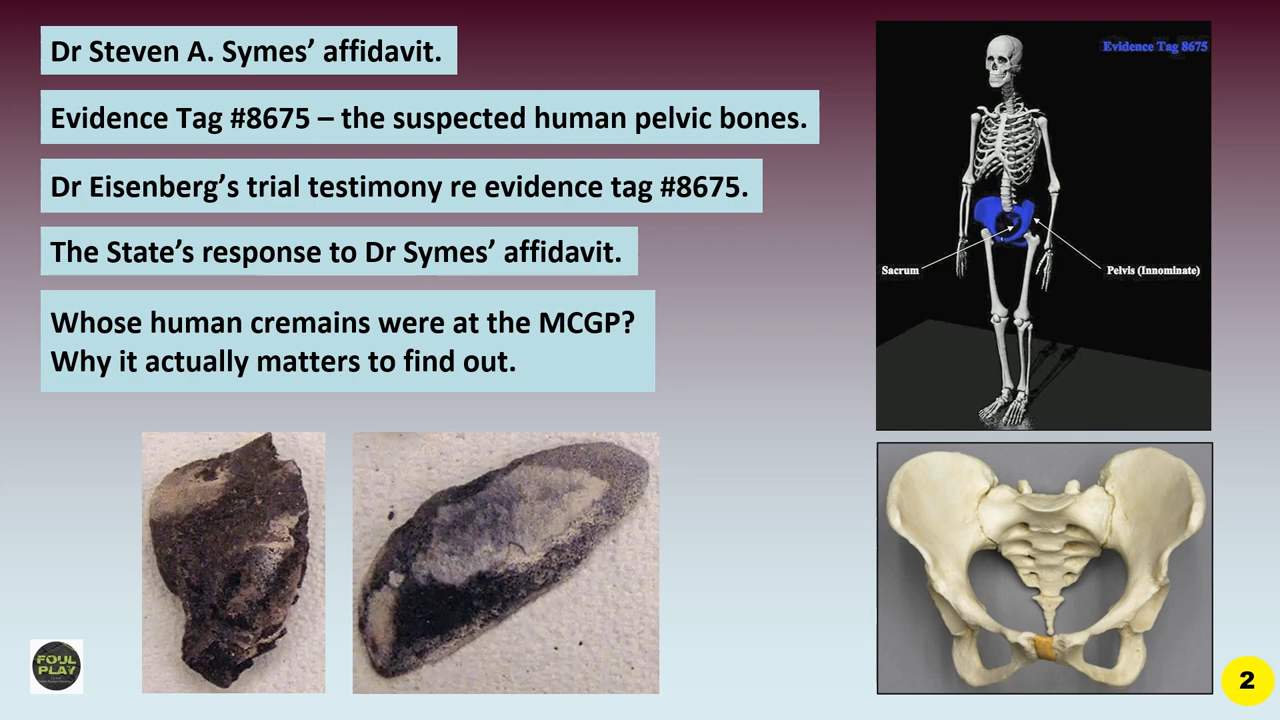 Dr Steven A. Symes’ affidavit.
Evidence Tag #8675 – the suspected human pelvic bones.
Dr Eisenberg’s trial testimony re evidence tag #8675.
The State’s response to Dr Symes’ affidavit.
Whose human cremains were at the MCGP?
Why it actually matters to find out.
Evidence Tag 8675
Sacrum
Pelvis (Innominate)
FOUL
PLAY
2